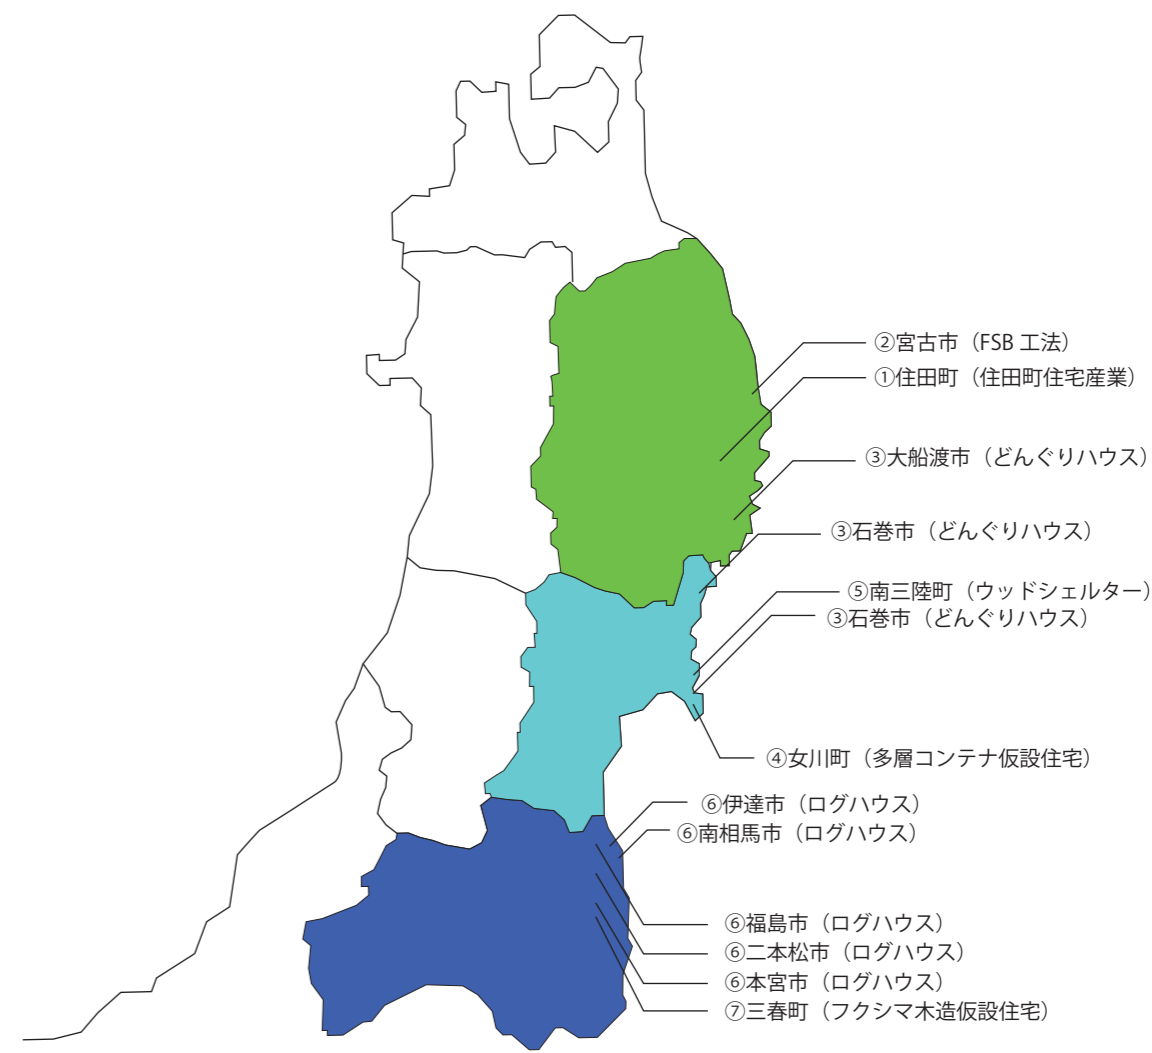 ②宮古市（FSB 工法）
①住田町（住田町住宅産業）
③大船渡市（どんぐりハウス）
③石巻市（どんぐりハウス）
⑤南三陸町（ウッドシェルター）
③石巻市（どんぐりハウス）
④女川町（多層コンテナ仮設住宅）
⑥伊達市（ログハウス）
⑥南相馬市（ログハウス）
⑥福島市（ログハウス）
⑥二本松市（ログハウス）
⑥本宮市（ログハウス）
⑦三春町（フクシマ木造仮設住宅）